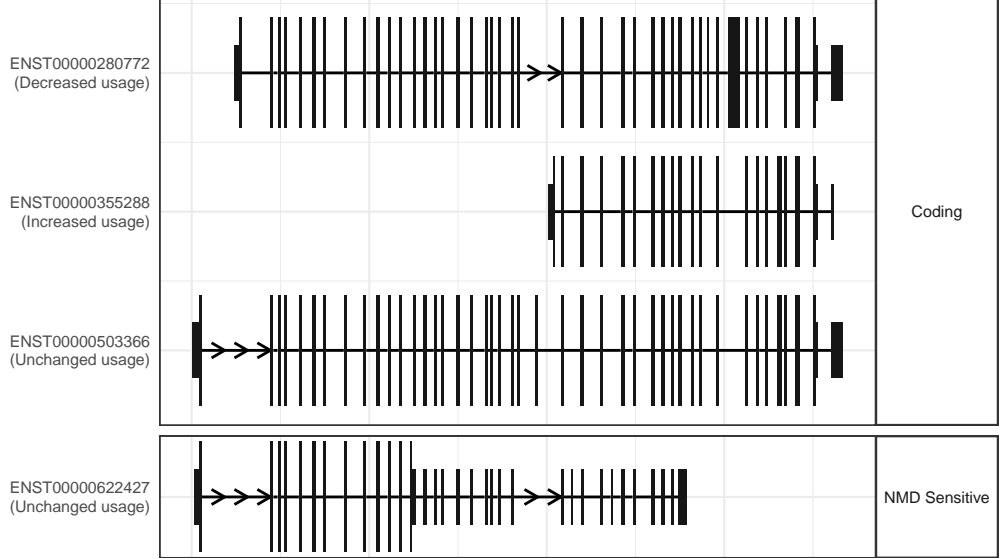 ENST00000280772
(Decreased usage)
ENST00000355288
(Increased usage)
Coding
ENST00000503366
(Unchanged usage)
ENST00000622427
(Unchanged usage)
NMD Sensitive